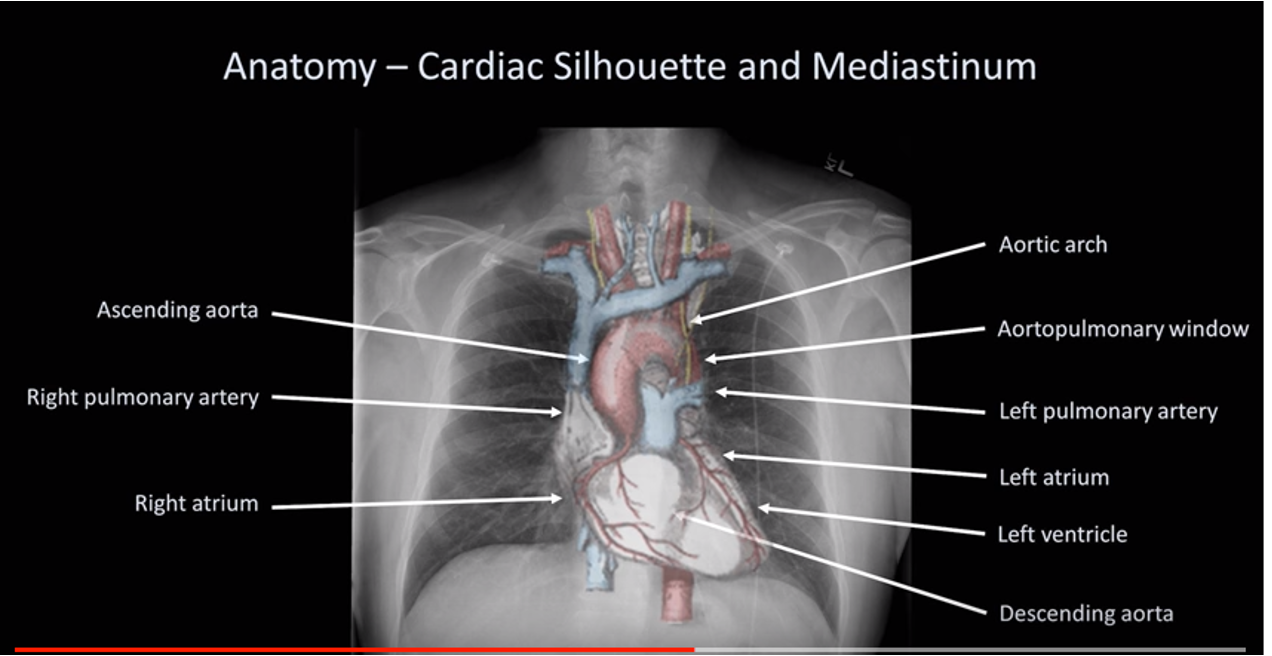 Anatomy – Cardiac Silhouette and Mediastinum
KT
L
Aortic arch
Ascending aorta
Aortopulmonary window
Right pulmonary artery
Left pulmonary artery
Left atrium
Right atrium
Left ventricle
Descending aorta